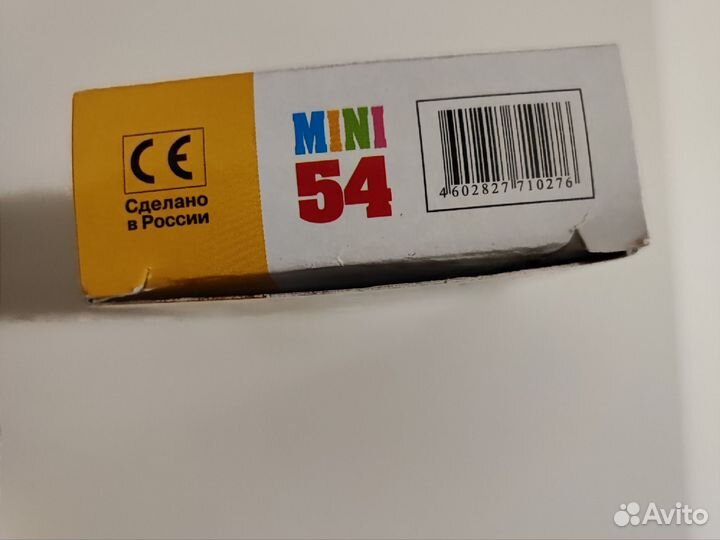 CE
Сделано
в России
MINI
54
4602827710276
Avito